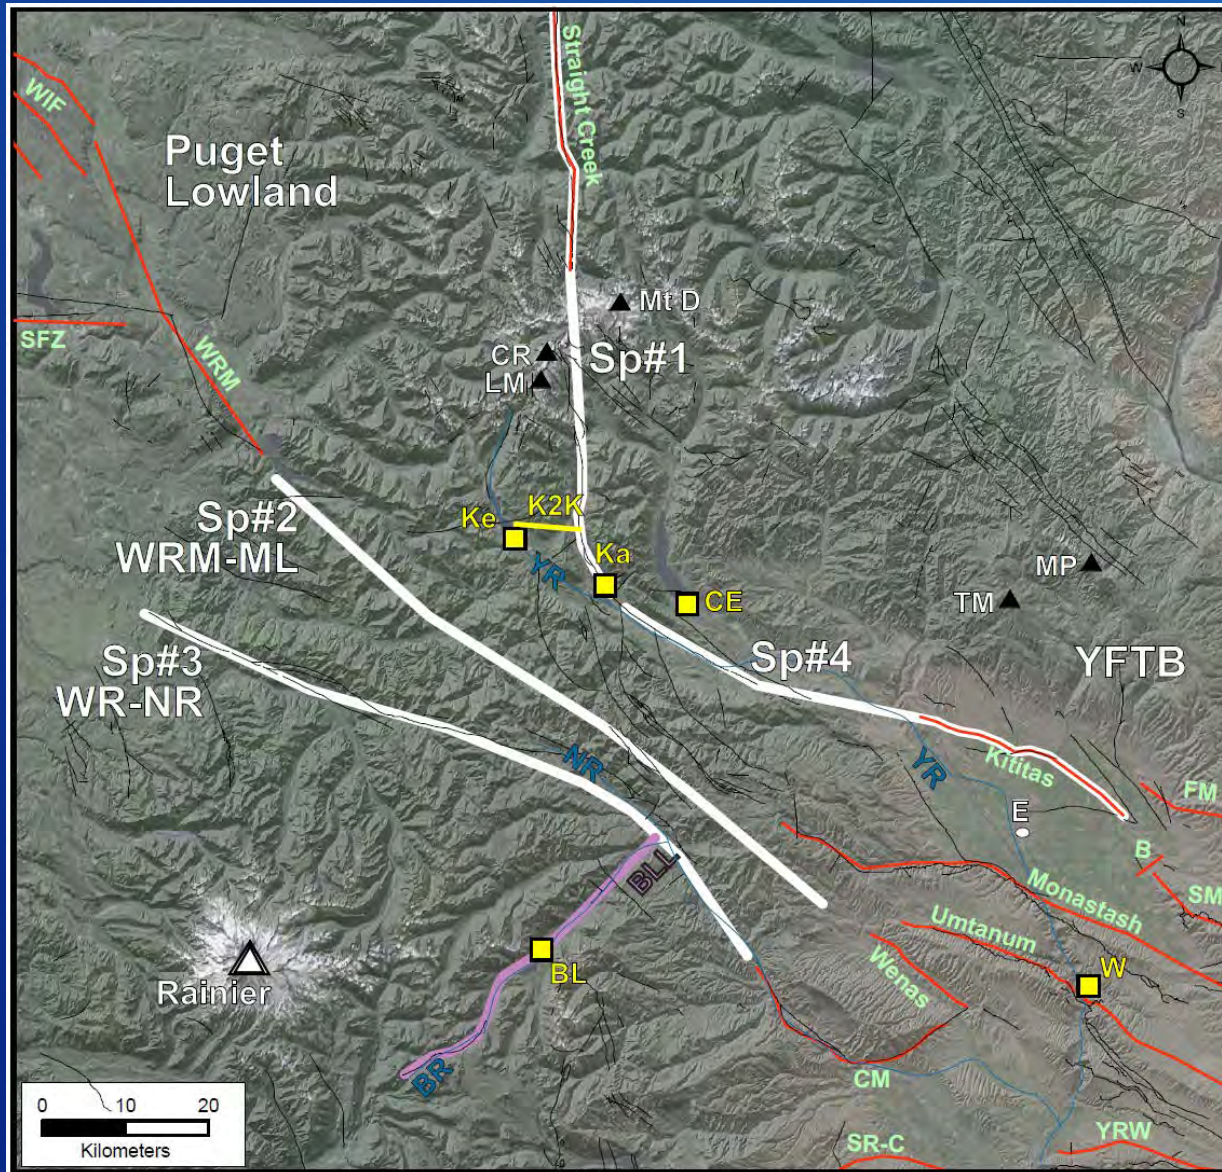 N
W
S
Straight Creek
WIF
Puget
Lowland
Mt D
SFZ
WRM
CR
Sp#1
LM
Sp#2
WRM-ML
Ke
K2K
YR
Ka
CE
MP
TM
Sp#3
WR-NR
Sp#4
YFTB
NR
YR
Kititas
FM
E
B
BLL
Monastash
SM
Umtanum
Wenas
W
BL
Rainier
BR
CM
0 10 20
Kilometers
SR-C
YRW